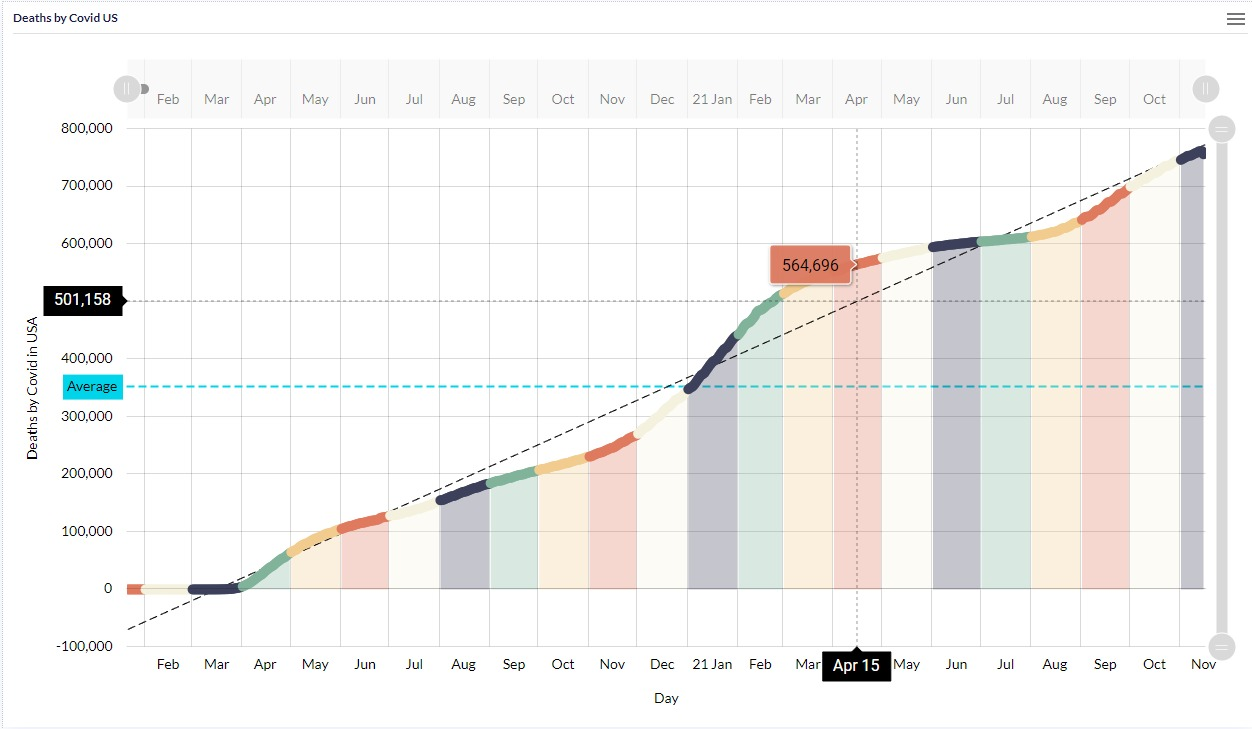 Deaths by Covid US
Feb Mar Apr May Jun Jul Aug Sep Oct Nov Dec 21 Jan Feb Mar Apr May Jun Jul Aug Sep Oct
800,000
700,000
600,000
564,696
501,158
400,000
Average
300,000
200,000
100,000
0
-100,000
Deaths by Covid in USA
Feb Mar Apr May Jun Jul Aug Sep Oct Nov Dec 21 Jan Feb Mar Apr 15 May Jun Jul Aug Sep Oct Nov
Day